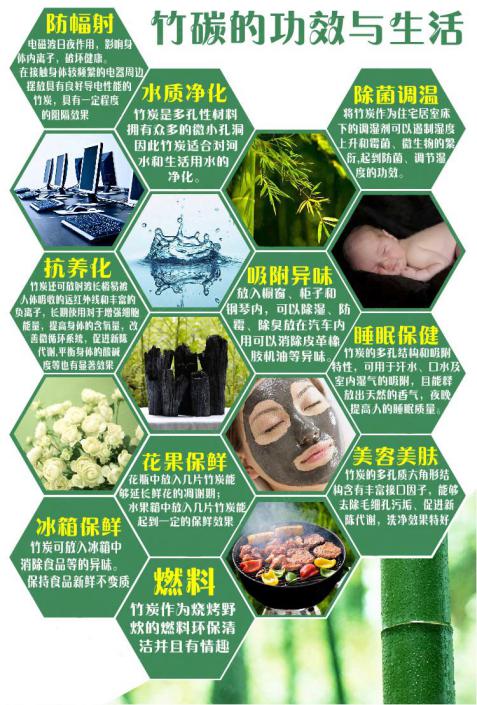 竹碳的功效与生活
防幅射
电磁波日夜作用，影响身
体内离子，破坏健康。
在接触身体较频繁的电器周边
摆放具有良好导电性能的
竹炭，具有一定程度
的阻隔效果
水质净化
竹炭是多孔性材料
拥有众多的微小孔洞
因此竹炭适合对河
水和生活用水的
净化。
除菌调温
将竹炭作为住宅居室床
下的调湿剂可以遏制湿度
上升和霉菌、微生物的繁
衍,起到防菌、调节湿
度的功效。
抗养化
竹炭还可放射波长极易被
人体吸收的远红外线和丰富的
负离子，长期使用对于增强细胞
能量，提高身体的含氧量，改
善微循环系统，促进新陈
代谢,平衡身体的酸碱
度等也有显著效果
吸附异味
放入橱窗、柜子和
钢琴内，可以除湿、防
霉、除臭放在汽车内
用可以消除皮革橡
胶机油等异味。
睡眠保健
竹炭的多孔结构和吸附
特性，可用于汗水、口水及
室内湿气的吸附，且能释
放出天然的香气，夜晚
提高人的睡眠质量。
花果保鲜
花瓶中放入几片竹炭能
够延长鲜花的凋谢期；
水果箱中放入几片竹炭能
起到一定的保鲜效果
美容美肤
竹炭的多孔质大角形结
构含有丰富接口因子，能够
去除毛细孔污垢、促进新
陈代谢，洗净效果特好
冰箱保鲜
竹炭可放入冰箱中
消除食品等的异味。
保持食品新鲜不变质
燃料
竹炭作为烧烤野
炊的燃料环保清
洁并且有情趣